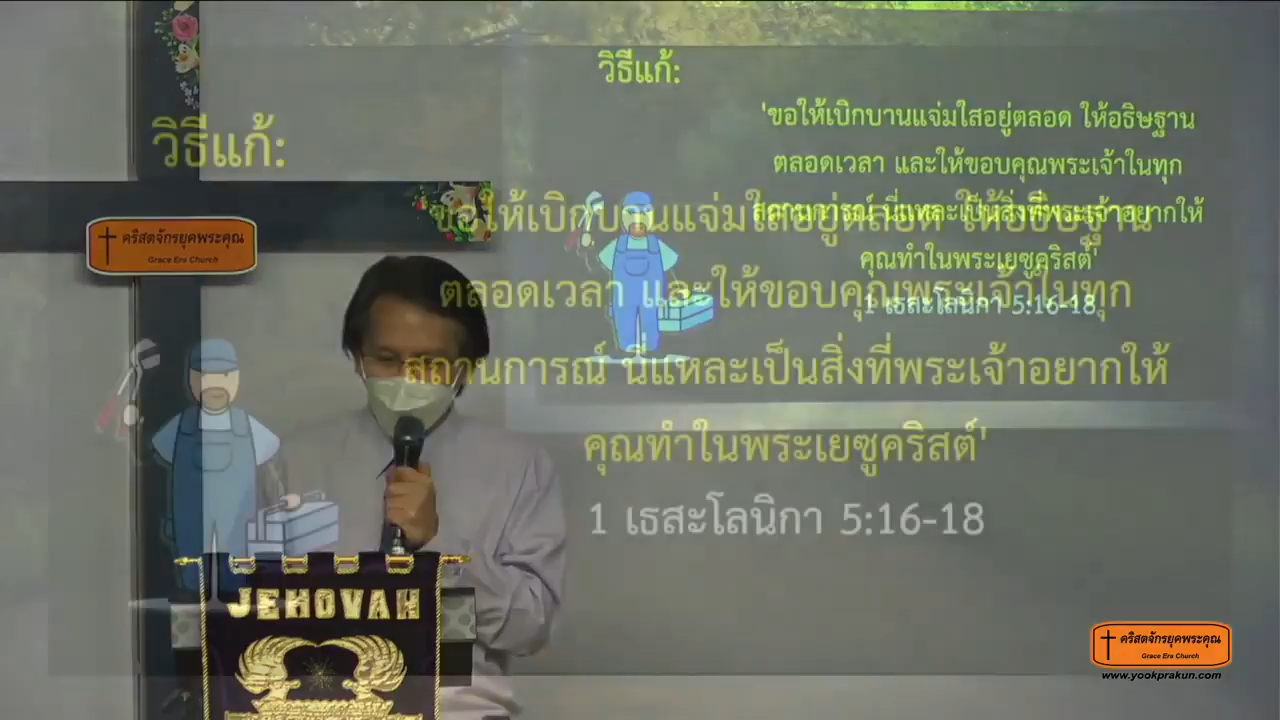 วิธีแก้:
'ขอให้เบิกบานแจ่มใสอยู่ตลอด ให้อธิษฐาน
ตลอดเวลา และให้ขอบคุณพระเจ้าในทุก
สถานการณ์ นี่แหละเป็นสิ่งที่พระเจ้าอยากให้
คุณทำในพระเยซูคริสต์'
1 เธสะโลนิกา 5:16-18
วิธีแก้:
'ขอให้เบิกบานแจ่มใสอยู่ตลอด ให้อธิษฐาน
ตลอดเวลา และให้ขอบคุณพระเจ้าในทุก
สถานการณ์ นี่แหละเป็นสิ่งที่พระเจ้าอยากให้
คุณทำในพระเยซูคริสต์'
1 เธสะโลนิกา 5:16-18
คริสตจักรยุคพระคุณ
Grace Era Church
JEHOVAH
คริสตจักรยุคพระคุณ
Grace Era Church
www.yookprakun.com